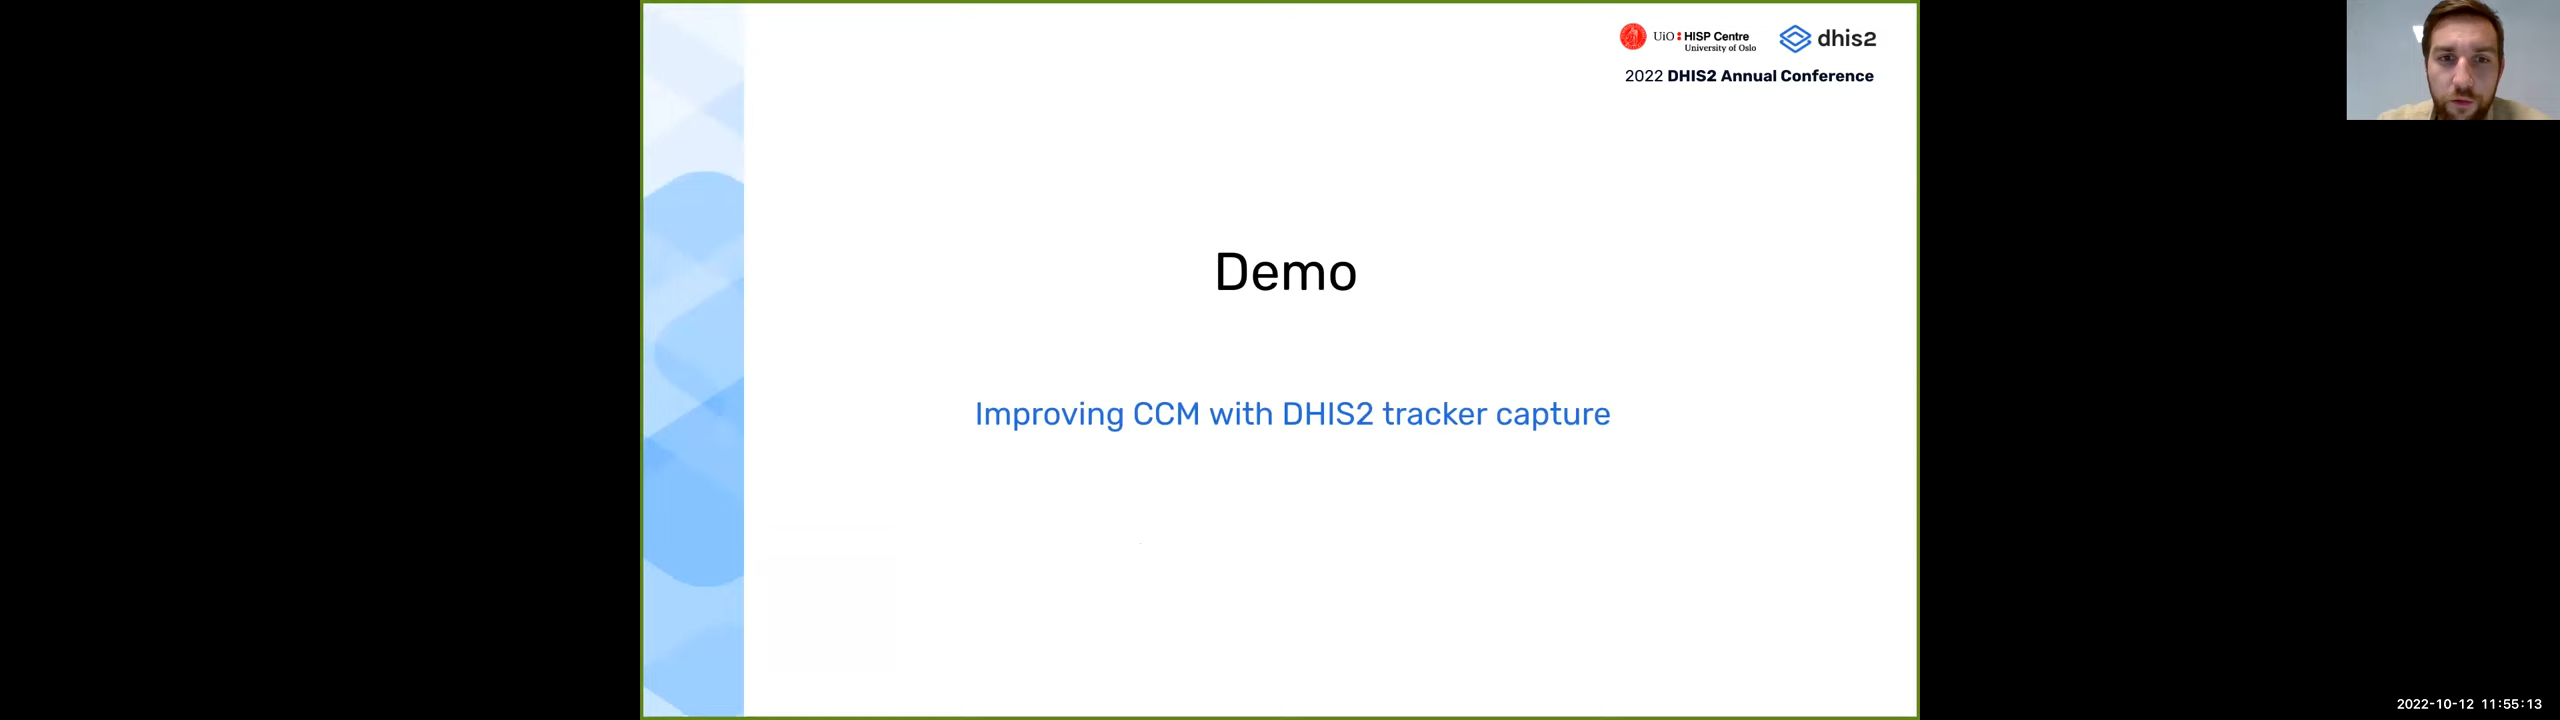 UiO HISP Centre
University of Oslo
dhis2
2022 DHIS2 Annual Conference
Demo
Improving CCM with DHIS2 tracker capture
2022-10-12 11:55:13